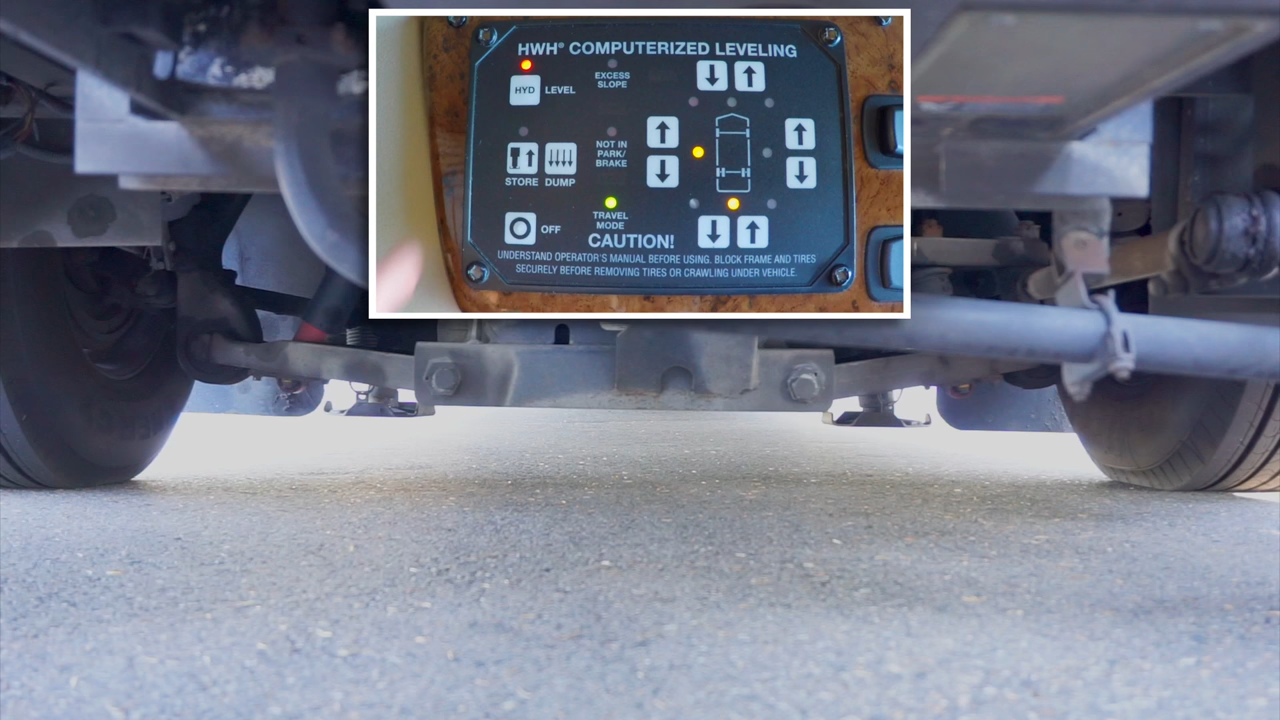 HWH® COMPUTERIZED LEVELING
HYD LEVEL
EXCESS
SLOPE
NOT IN
PARK/
BRAKE
STORE DUMP
TRAVEL
MODE
OFF
CAUTION!
UNDERSTAND OPERATOR'S MANUAL BEFORE USING. BLOCK FRAME AND TIRES
SECURELY BEFORE REMOVING TIRES OR CRAWLING UNDER VEHICLE.